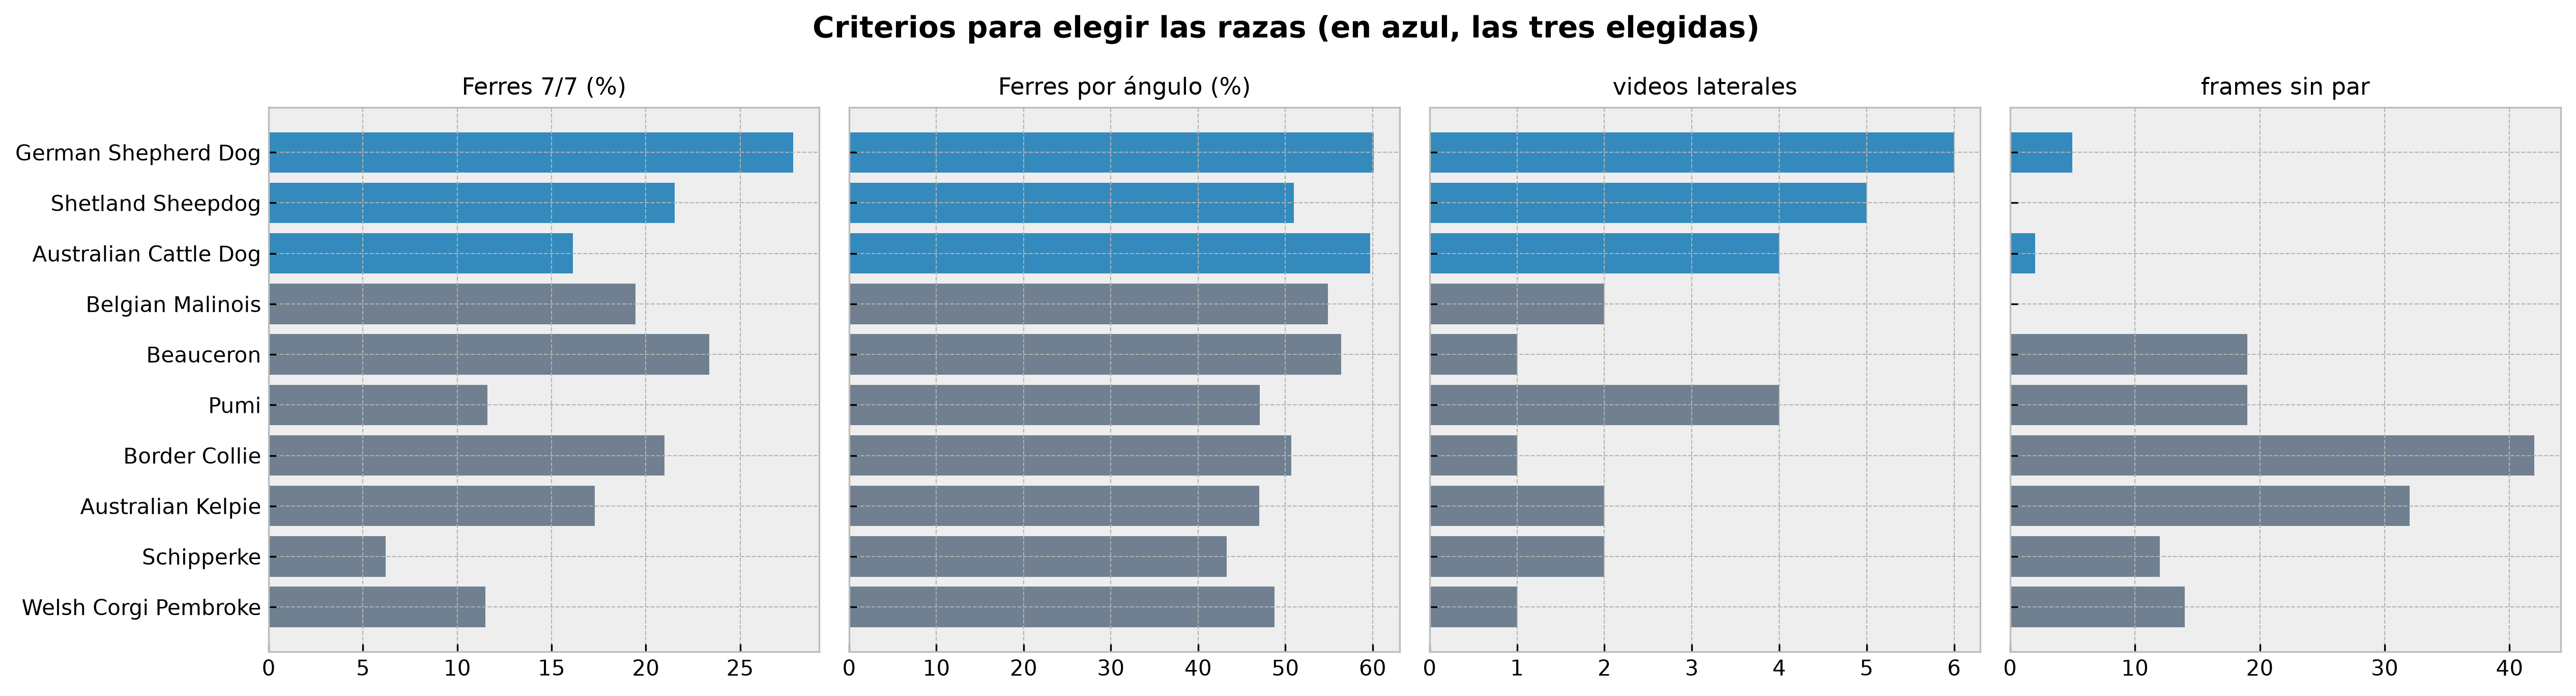 Criterios para elegir las razas (en azul, las tres elegidas)
Ferres 7/7 (%)
Ferres por ángulo (%)
videos laterales
frames sin par
German Shepherd Dog
Shetland Sheepdog
Australian Cattle Dog
Belgian Malinois
Beauceron
Pumi
Border Collie
Australian Kelpie
Schipperke
Welsh Corgi Pembroke
0 5 10 15 20 25
0 10 20 30 40 50 60
0 1 2 3 4 5 6
0 10 20 30 40